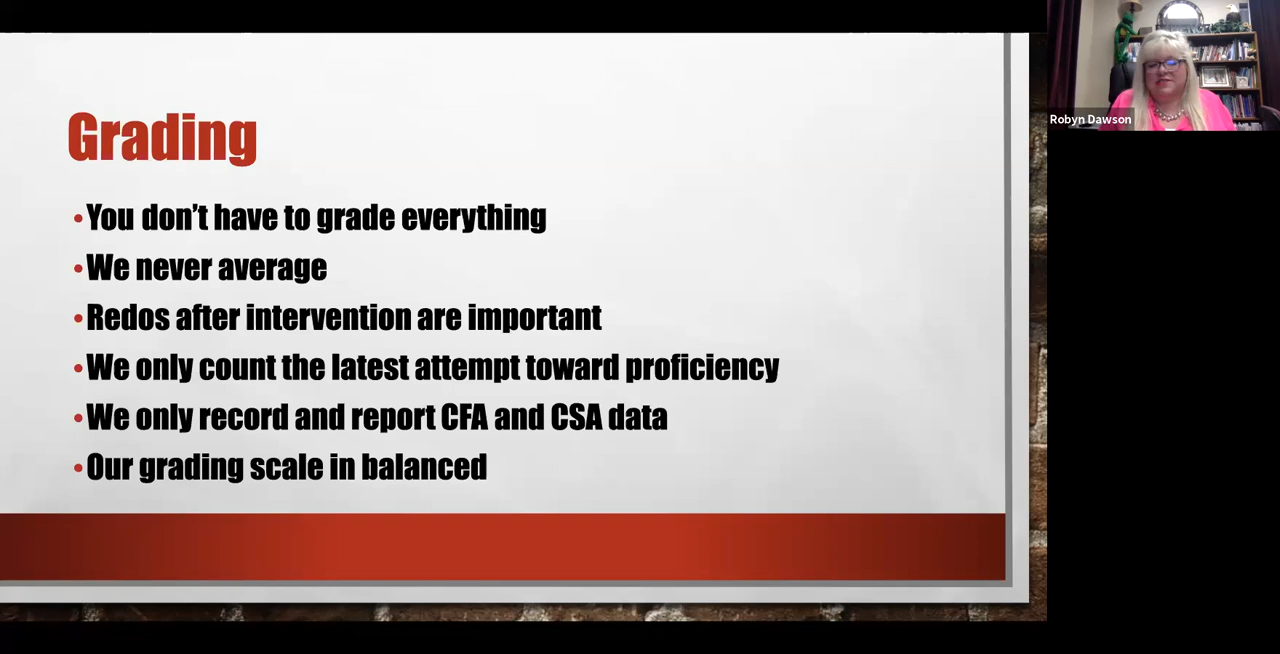 Grading
•You don't have to grade everything
•We never average
•Redos after intervention are important
•We only count the latest attempt toward proficiency
•We only record and report CFA and CSA data
•Our grading scale in balanced
Robyn Dawson